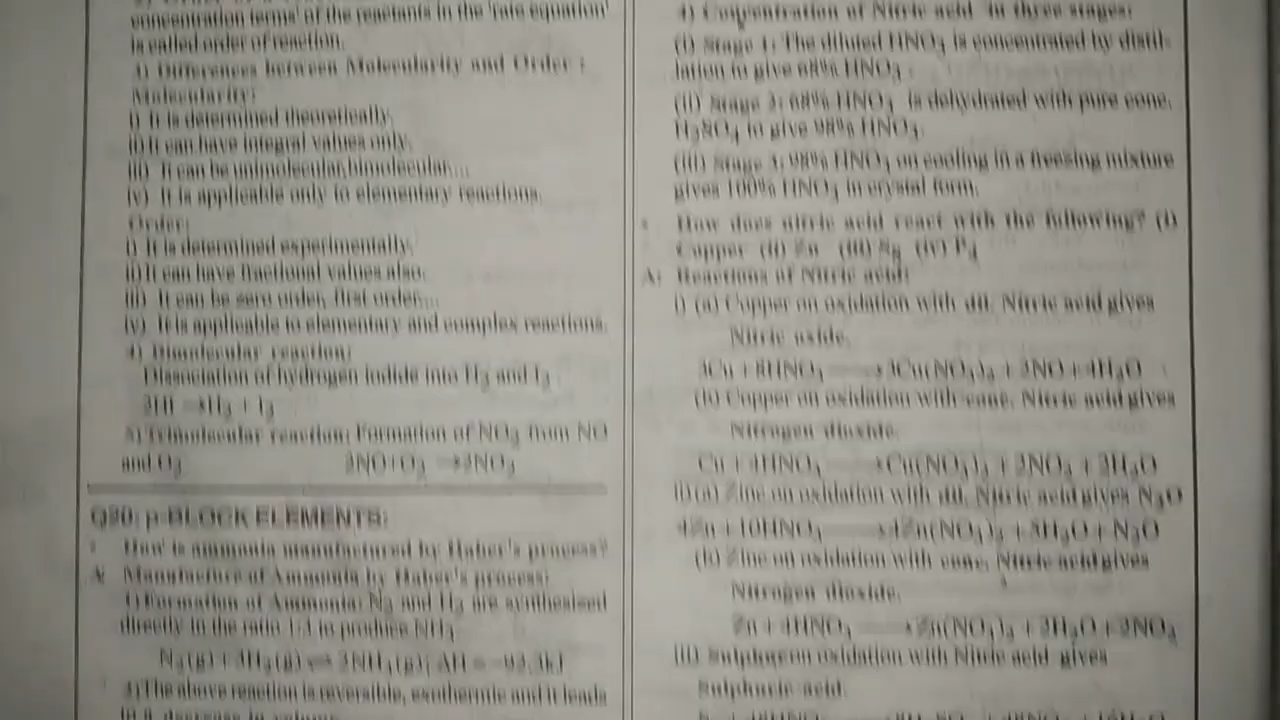 concentration terms' of the reactants in the 'rate equation'
is called order of reaction.
3) Differences between Molecularity and Order :
Molecularity:
i) It is determined theoretically.
ii) It can have integral values only.
iii) It can be unimolecular,bimolecular....
iv) It is applicable only to elementary reactions.
Order:
i) It is determined experimentally.
ii) It can have fractional values also.
iii) It can be zero order, first order....
iv) It is applicable to elementary and complex reactions.
4) Bimolecular reaction:
Dissociation of hydrogen iodide into H₂ and I₂
2HI →H₂ + I₂
5) Trimolecular reaction: Formation of NO₂ from NO
and O₂ 2NO+O₂ →2NO₂
Q20: p-BLOCK ELEMENTS:
How is ammonia manufactured by Haber's process?
A: Manufacture of Ammonia by Haber's process:
1) Formation of Ammonia: N₂ and H₂ are synthesised
directly in the ratio 1:3 to produce NH₃
N₂(g)+3H₂(g)⇌ 2NH₃(g); ΔH = -92.3kJ
2) The above reaction is reversible, exothermic and it leads
4) Concentration of Nitric acid in three stages:
(i) Stage 1: The diluted HNO₃ is concentrated by distil-
lation to give 68% HNO₃.
(ii) Stage 2: 68% HNO₃ is dehydrated with pure conc.
H₂SO₄ to give 98% HNO₃.
(iii) Stage 3: 98% HNO₃ on cooling in a freezing mixture
gives 100% HNO₃ in crystal form.
How does nitric acid react with the following? (i)
Copper (ii) Zn (iii) S₈ (iv) P₄
A: Reactions of Nitric acid:
i) (a) Copper on oxidation with dil. Nitric acid gives
Nitric oxide.
3Cu + 8HNO₃ → 3Cu(NO₃)₂ + 2NO + 4H₂O
(b) Copper on oxidation with conc. Nitric acid gives
Nitrogen dioxide.
Cu + 4HNO₃ → Cu(NO₃)₂ + 2NO₂ + 2H₂O
ii) (a) Zinc on oxidation with dil. Nitric acid gives N₂O
4Zn + 10HNO₃ → 4Zn(NO₃)₂ + 5H₂O + N₂O
(b) Zinc on oxidation with conc. Nitric acid gives
Nitrogen dioxide.
Zn + 4HNO₃ → Zn(NO₃)₂ + 2H₂O + 2NO₂
iii) Sulphur on oxidation with Nitric acid gives
Sulphuric acid.